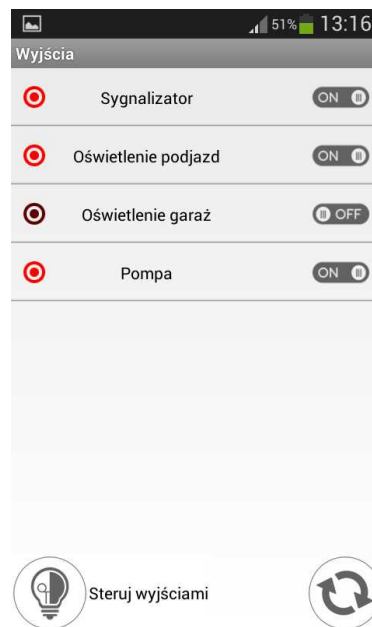 51% 13:16
Wyjścia
Sygnalizator ON
Oświetlenie podjazd ON
Oświetlenie garaż OFF
Pompa ON
Steruj wyjściami